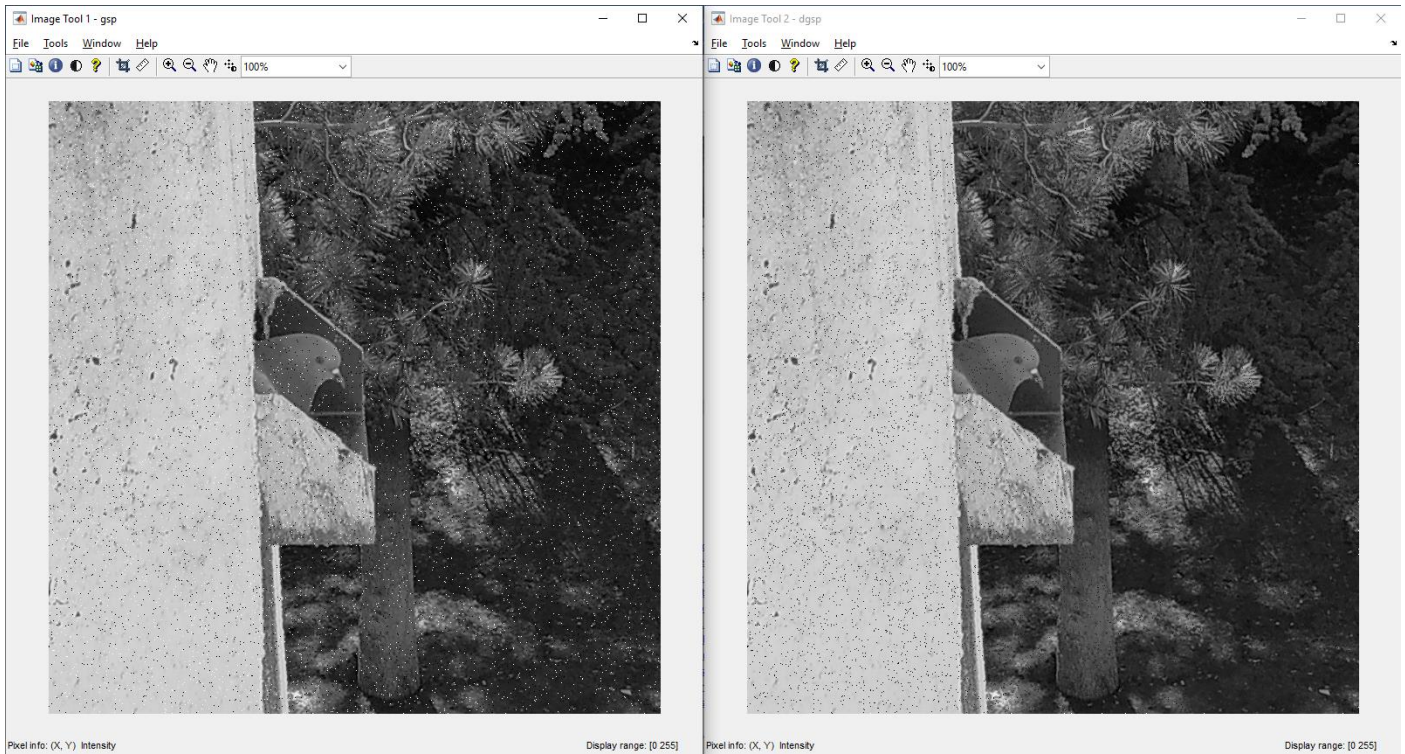 Image Tool 1 - gsp
File Tools Window Help
100%
Pixel info: (X, Y) Intensity
Display range: [0 255]
Image Tool 2 - dgsp
File Tools Window Help
100%
Pixel info: (X, Y) Intensity
Display range: [0 255]